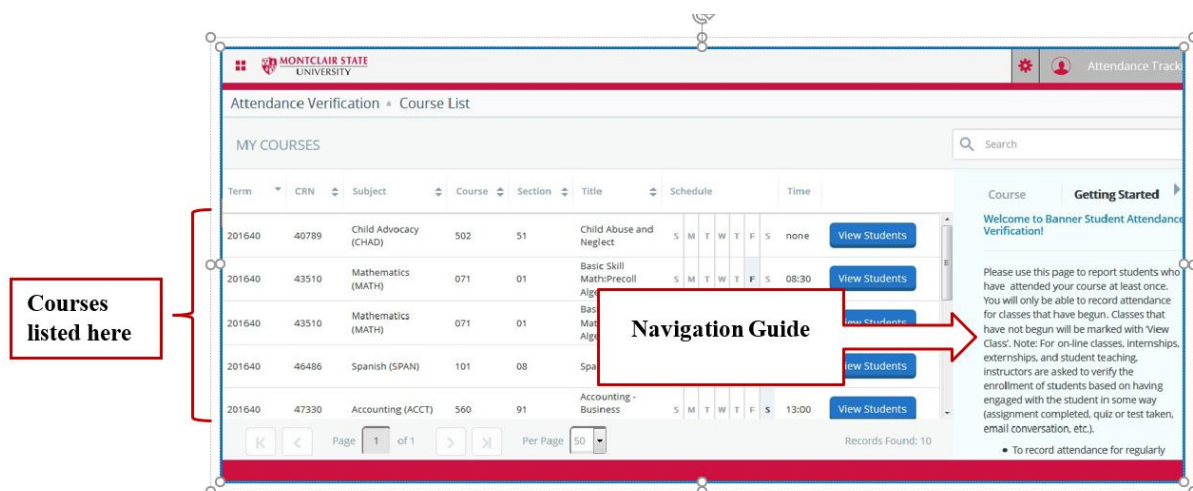 MONTCLAIR STATE
UNIVERSITY
Attendance
Attendance Verification • Course List
MY COURSES
Search
Term CRN Subject Course Section Title Schedule Time
Course Getting Started
201640 40789 Child Advocacy (CHAD) 502 51 Child Abuse and Neglect S M T W T F S none View Students
201640 43510 Mathematics (MATH) 071 01 Basic Skill Math:Precoll S M T W T F S 08:30 View Students
201640 43510 Mathematics (MATH) 071 01
201640 46486 Spanish (SPAN) 101 08 View Students
201640 47330 Accounting (ACCT) 560 91 Accounting - Business S M T W T F S 13:00 View Students
Page 1 of 1 Per Page 50 Records Found: 10
Courses
listed here
Navigation Guide
Welcome to Banner Student Attendance
Verification!
Please use this page to report students who
have attended your course at least once.
You will only be able to record attendance
for classes that have begun. Classes that
have not begun will be marked with 'View
Class'. Note: For on-line classes, internships,
externships, and student teaching,
instructors are asked to verify the
enrollment of students based on having
engaged with the student in some way
(assignment completed, quiz or test taken,
email conversation, etc.).
• To record attendance for regularly